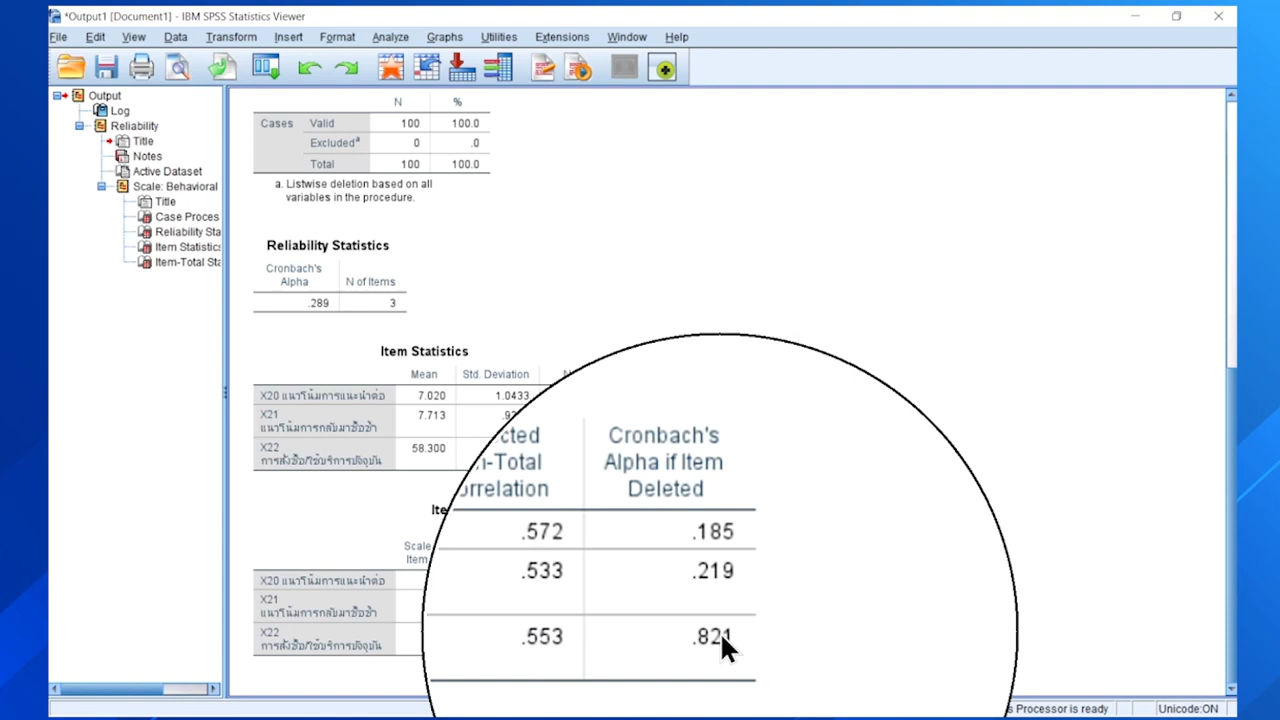 *Output1 [Document1] - IBM SPSS Statistics Viewer
File Edit View Data Transform Insert Format Analyze Graphs Utilities Extensions Window Help
Output
Log
Reliability
Title
Notes
Active Dataset
Scale: Behavioral
Title
Case Proces
Reliability Sta
Item Statistics
Item-Total Sta
N %
Cases Valid 100 100.0
Excluded a 0 .0
Total 100 100.0
a. Listwise deletion based on all
variables in the procedure.
Reliability Statistics
Cronbach's
Alpha N of Items
.289 3
Item Statistics
Mean Std. Deviation
X20 แนวโน้มการแนะนำต่อ 7.020 1.0433
X21
แนวโน้มการกลับมาซื้อซ้ำ 7.713
X22
การสั่งซื้อ/ใช้บริการปัจจุบัน 58.300
Scale
Item
X20 แนวโน้มการแนะนำต่อ
X21
แนวโน้มการกลับมาซื้อซ้ำ
X22
การสั่งซื้อ/ใช้บริการปัจจุบัน
cted
-Total
orrelation
Cronbach's
Alpha if Item
Deleted
.572 .185
.533 .219
.553 .821
s Processor is ready Unicode:ON